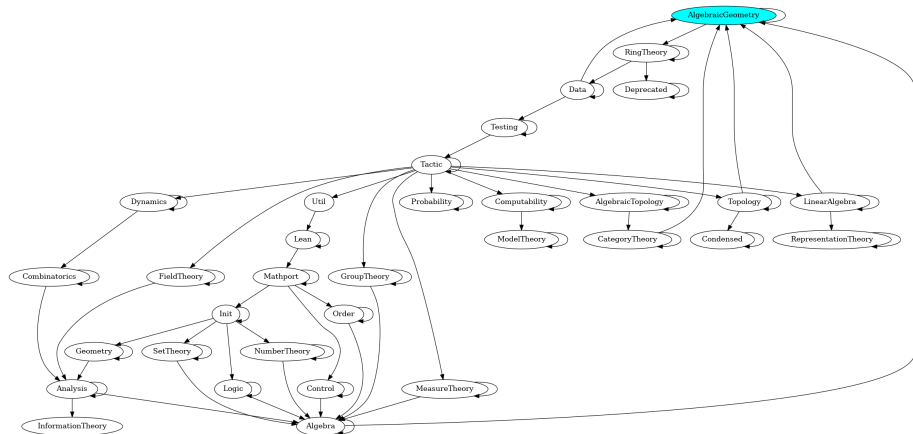 AlgebraicGeometry
RingTheory
Data
Deprecated
Testing
Tactic
Dynamics
Util
Probability
Computability
AlgebraicTopology
Topology
LinearAlgebra
Lean
ModelTheory
CategoryTheory
Condensed
RepresentationTheory
Combinatorics
FieldTheory
Mathport
GroupTheory
Init
Order
Geometry
SetTheory
NumberTheory
Analysis
Logic
Control
MeasureTheory
InformationTheory
Algebra